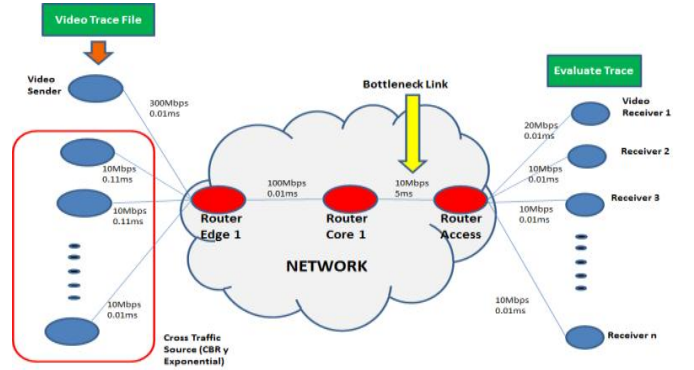 Video Trace File
Video
Sender
300Mbps
0.01ms
10Mbps
0.11ms
10Mbps
0.11ms
10Mbps
0.01ms
Cross Traffic
Source (CBR y
Exponential)
Router
Edge 1
100Mbps
0.01ms
Router
Core 1
Bottleneck Link
10Mbps
5ms
Router
Access
NETWORK
Evaluate Trace
20Mbps
0.01ms
Video
Receiver 1
10Mbps
0.01ms
Receiver 2
10Mbps
0.01ms
Receiver 3
10Mbps
0.01ms
Receiver n